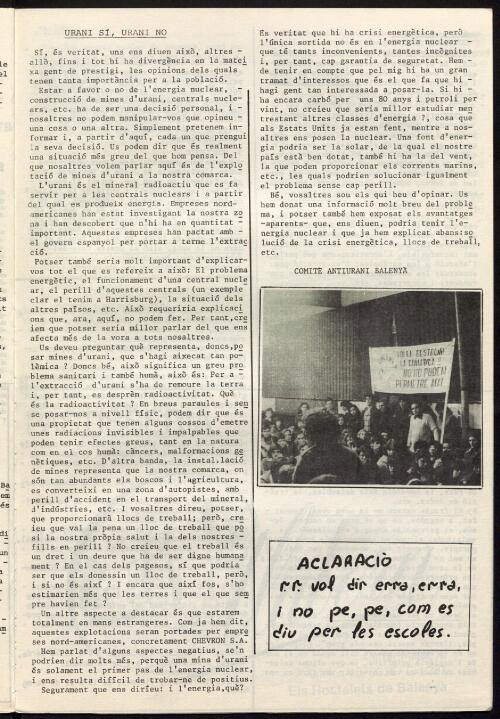 URANI SÍ, URANI NO
Sí, és veritat, uns ens diuen això, altres -
allò, fins i tot hi ha divergència en la matei
xa gent de prestigi, les opinions dels quals
tenen tanta importància per a la població.
Estar a favor o no de l'energia nuclear, -
construcció de mines d'urani, centrals nucle-
ars, etc. ha de ser una decisió personal, i -
nosaltres no podem manipular-vos que opineu -
una cosa o una altra. Simplement pretenem in-
formar i, a partir d'aquí, cada un que prengui
la seva decisió. Us podem dir que és realment
una situació més greu del que hom pensa. Del
que nosaltres volem parlar aquí és de l'explo
tació de mines d'urani a la nostra comarca. -
L'urani és el mineral radioactiu que es fa
servir per a les centrals nuclears i a partir
del qual es produeix energia. Empreses nord-
americanes han estat investigant la nostra zo
na i han descobert que n'hi ha en quantitat -
important. Aquestes empreses han pactat amb -
el govern espanyol per portar a terme l'extrac
ció.
Potser també seria molt important d'explicar-
vos tot el que es refereix a això: El problema
energètic, el funcionament d'una central nucle
ar, el perill d'aquestes centrals (un exemple
clar el tenim a Harrisburg), la situació dels
altres països, etc. Això requeriria explicaci
ons que, ara, aquí, no podem fer. Per tant,cre
iem que potser seria millor parlar del que ens
afecta més de la vora a tots nosaltres.
Us deveu preguntar què representa, doncs,po
sar mines d'urani, que s'hagi aixecat tan po-
lèmica ? Doncs bé, això significa un greu pro
blema sanitari i també humà, això és: Per a -
l'extracció d'urani s'ha de remoure la terra
i, per tant, es desprèn radioactivitat. Què
és la radioactivitat ? En breus paraules i sen
se posar-nos a nivell físic, podem dir que és
una propietat que tenen alguns cossos d'emetre
unes radiacions invisibles i impalpables que
poden tenir efectes greus, tant en la natura
com en el cos humà: càncers, malformacions ge
nètiques, etc. D'altra banda, la instal.lació
de mines representa que la nostra comarca, on
són tan abundants els boscos i l'agricultura,
es converteixi en una zona d'autopistes, amb
perill d'accident en el transport del mineral,
d'indústries, etc. I vosaltres direu, potser,
que proporcionarà llocs de treball; però, cre
ieu que val la pena un lloc de treball que po
si la nostra pròpia salut i la dels nostres -
fills en perill ? No creieu que el treball és
un dret i un deure que ha de ser digne humana
ment ? En el cas dels pagesos, sí que podria
ser que els donessin un lloc de treball, però,
i si no és així ? I encara que així fos, s'ho
estimarien més que les terres i que el que sem
pre havien fet ?
Un altre aspecte a destacar és que estarem
totalment en mans estrangeres. Com ja hem dit,
aquestes explotacions seran portades per empre
ses nord-americanes, concretament CHEVRON S.A.
Hem parlat d'alguns aspectes negatius, se'n
podrien dir molts més, perquè una mina d'urani
és solament el primer pas de l'energia nuclear,
i ens resulta difícil de trobar-ne de positius.
Segurament que ens direu: i l'energia,què?
Es veritat que hi ha crisi energètica, però
l'única sortida no és en l'energia nuclear -
que té tants inconvenients, tantes incògnites
i, per tant, cap garantia de seguretat. Hem -
de tenir en compte que pel mig hi ha un gran
tramat d'interessos que és el que fa que hi -
hagi gent tan interessada a posar-la. Si hi -
ha encara carbó per uns 80 anys i petroli per
vint, no creieu que seria millor estudiar men
trestant altres classes d'energia ?, cosa que
als Estats Units ja estan fent, mentre a nos-
altres ens posen la nuclear. Una font d'ener-
gia podria ser la solar, de la qual el nostre
país està ben dotat, també hi ha la del vent,
la que poden proporcionar els corrents marins,
etc., les quals podrien solucionar igualment
el problema sense cap perill.
Bé, vosaltres sou els qui heu d'opinar. Us
hem donat una informació molt breu del proble
ma, i potser també hem exposat els avantatges
-aparents- que, ens diuen, podria tenir l'e-
nergia nuclear i que ja hem explicat abans:so
lució de la crisi energètica, llocs de treball,
etc.
COMITÈ ANTIURANI BALENYÀ
NO HO PODEN
PERMETRE AIXÒ
ACLARACIÒ
r.r. vol dir erra, erra,
i no pe, pe, com es
diu per les escoles.